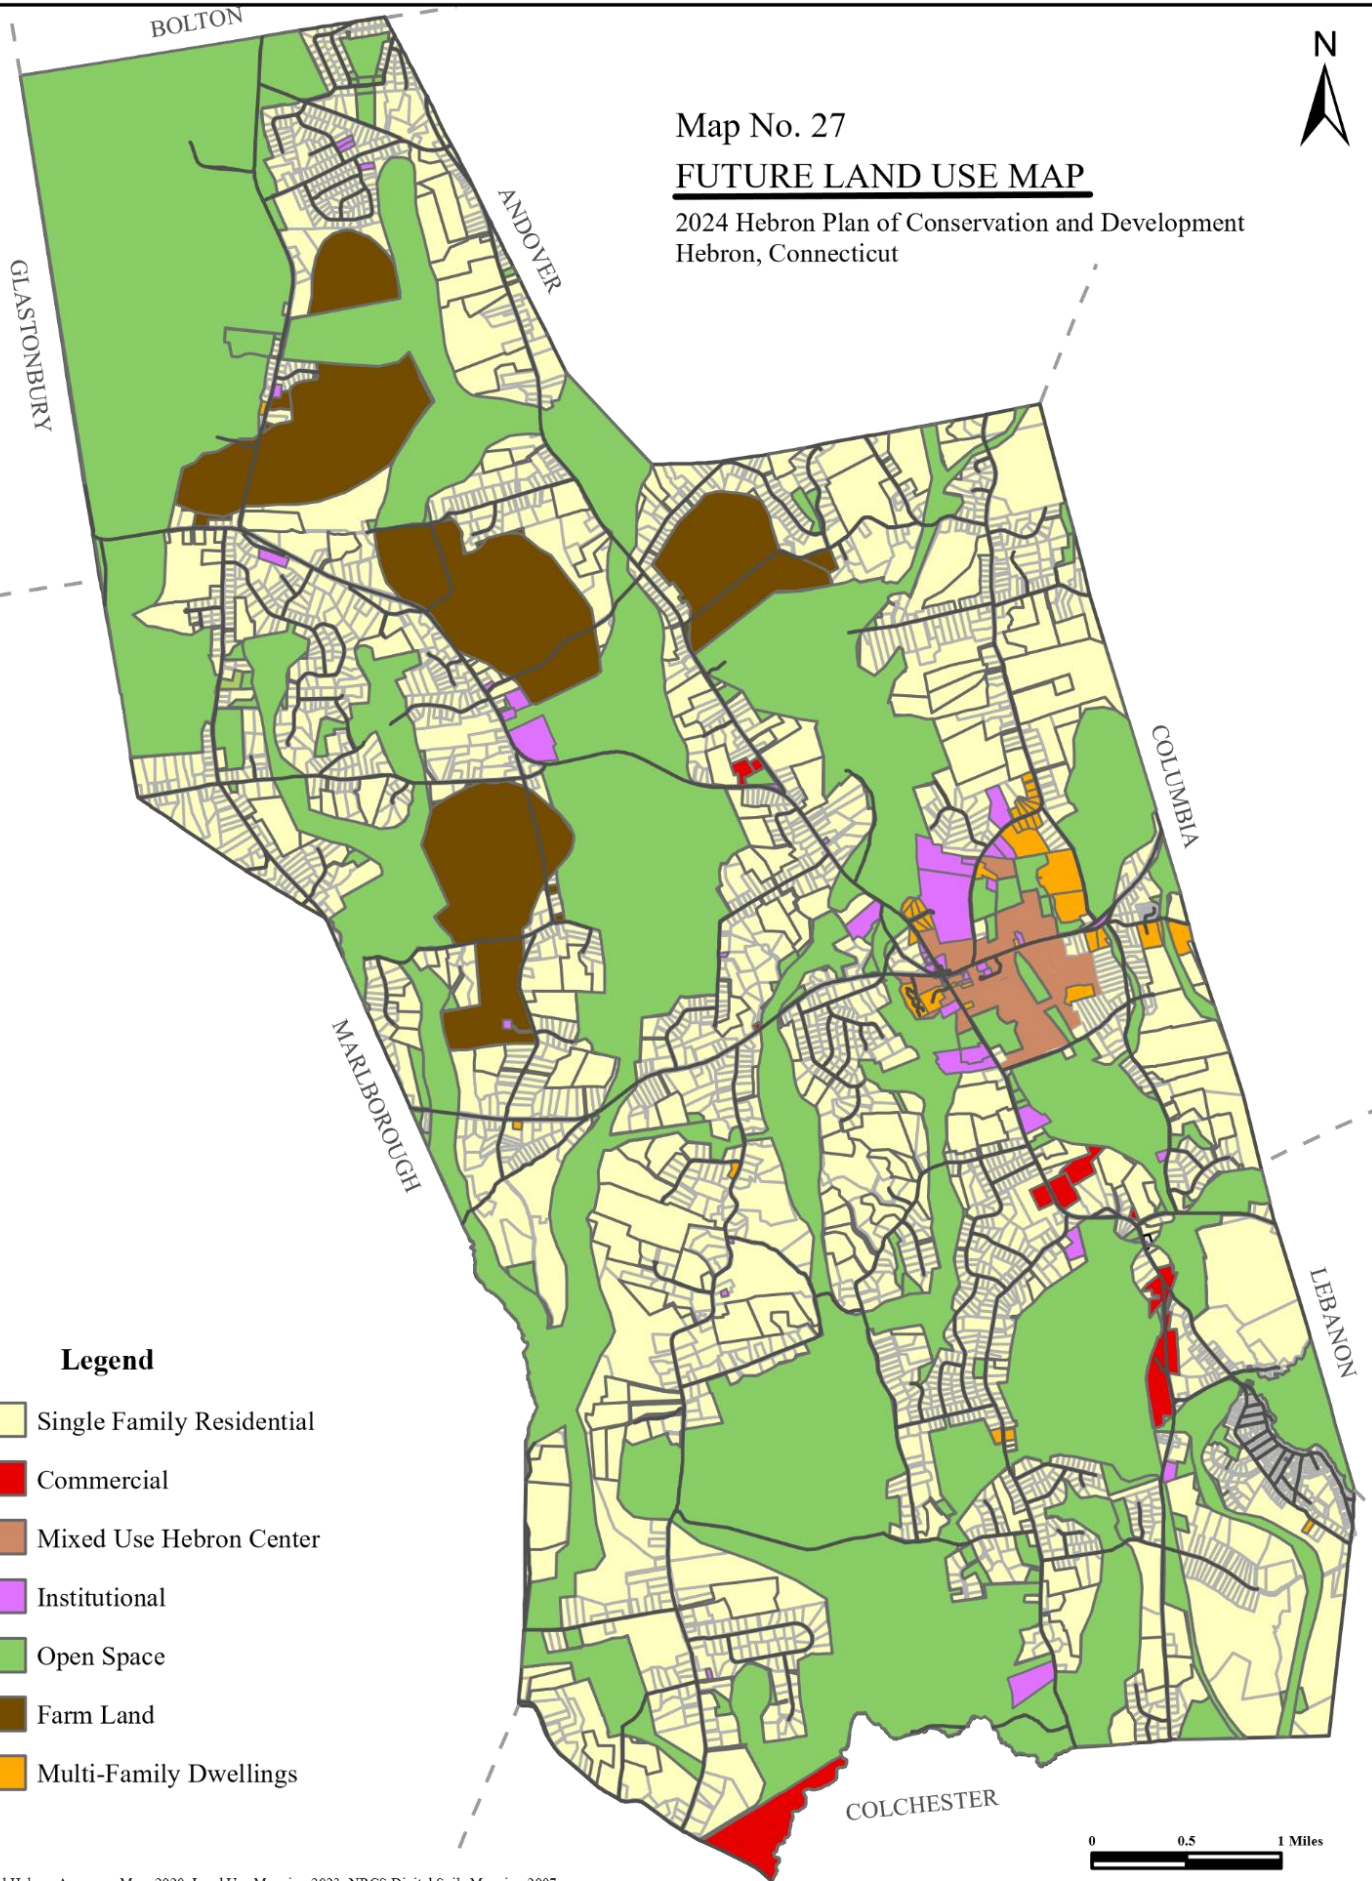 BOLTON
N
Map No. 27
FUTURE LAND USE MAP
2024 Hebron Plan of Conservation and Development
Hebron, Connecticut
ANDOVER
GLASTONBURY
COLUMBIA
MARLBOROUGH
LEBANON
Legend
Single Family Residential
Commercial
Mixed Use Hebron Center
Institutional
Open Space
Farm Land
Multi-Family Dwellings
COLCHESTER
0 0.5 1 Miles